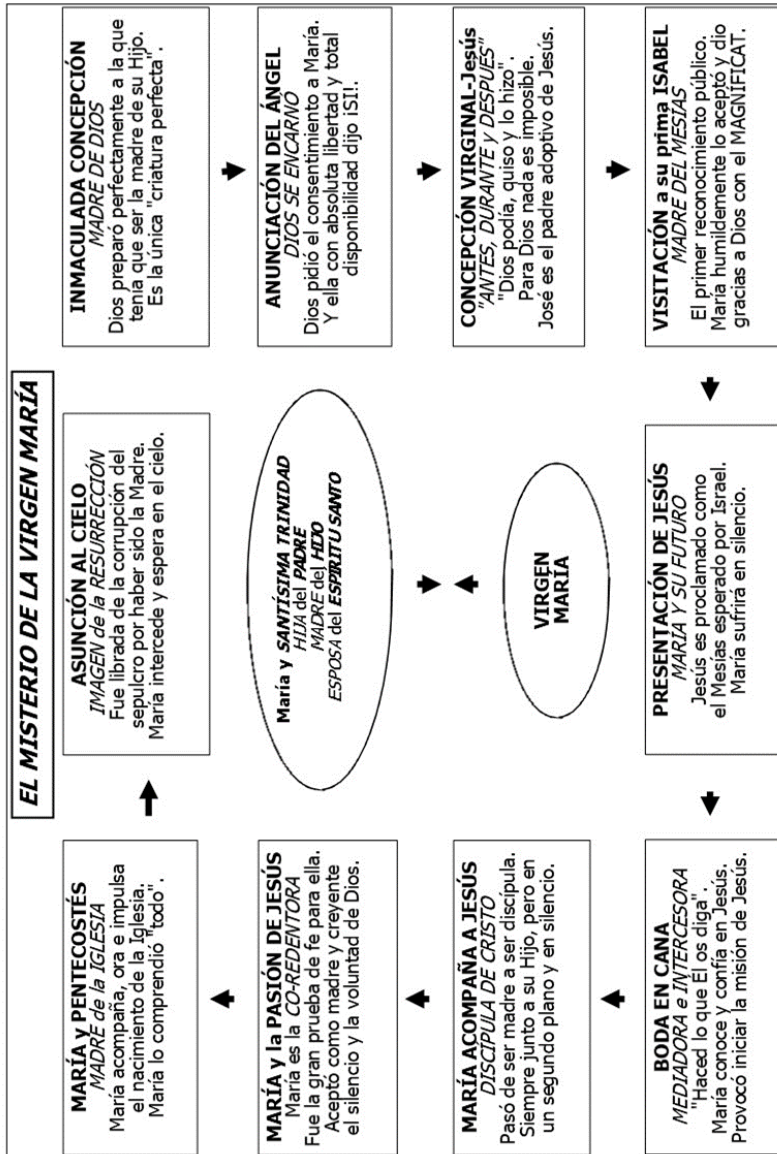 EL MISTERIO DE LA VIRGEN MARÍA
MARÍA y PENTECOSTÉS
MADRE de la IGLESIA
María acompaña, ora e impulsa
el nacimiento de la Iglesia.
María lo comprendió "todo".
ASUNCIÓN AL CIELO
IMAGEN de la RESURRECCIÓN
Fue librada de la corrupción del
sepulcro por haber sido la Madre.
María intercede y espera en el cielo.
INMACULADA CONCEPCIÓN
MADRE DE DIOS
Dios preparó perfectamente a la que
tenía que ser la madre de su Hijo.
Es la única "criatura perfecta".
MARÍA y la PASIÓN DE JESÚS
María es la CO-REDENTORA
Fue la gran prueba de fe para ella.
Acepto como madre y creyente
el silencio y la voluntad de Dios.
María y SANTÍSIMA TRINIDAD
HIJA del PADRE
MADRE del HIJO
ESPOSA del ESPIRITU SANTO
ANUNCIACIÓN DEL ÁNGEL
DIOS SE ENCARNO
Dios pidió el consentimiento a María.
Y ella con absoluta libertad y total
disponibilidad dijo ¡SI!.
MARÍA ACOMPAÑA A JESÚS
DISCÍPULA DE CRISTO
Pasó de ser madre a ser discípula.
Siempre junto a su Hijo, pero en
un segundo plano y en silencio.
VIRGEN
MARÍA
CONCEPCIÓN VIRGINAL-Jesús
"ANTES, DURANTE y DESPUES"
"Dios podía, quiso y lo hizo".
Para Dios nada es imposible.
José es el padre adoptivo de Jesús.
BODA EN CANA
MEDIADORA e INTERCESORA
"Haced lo que El os diga".
María conoce y confía en Jesús.
Provocó iniciar la misión de Jesús.
PRESENTACIÓN DE JESÚS
MARIA Y SU FUTURO
Jesús es proclamado como
el Mesías esperado por Israel.
María sufrirá en silencio.
VISITACIÓN a su prima ISABEL
MADRE DEL MESIAS
El primer reconocimiento público.
María humildemente lo aceptó y dio
gracias a Dios con el MAGNÍFICAT.